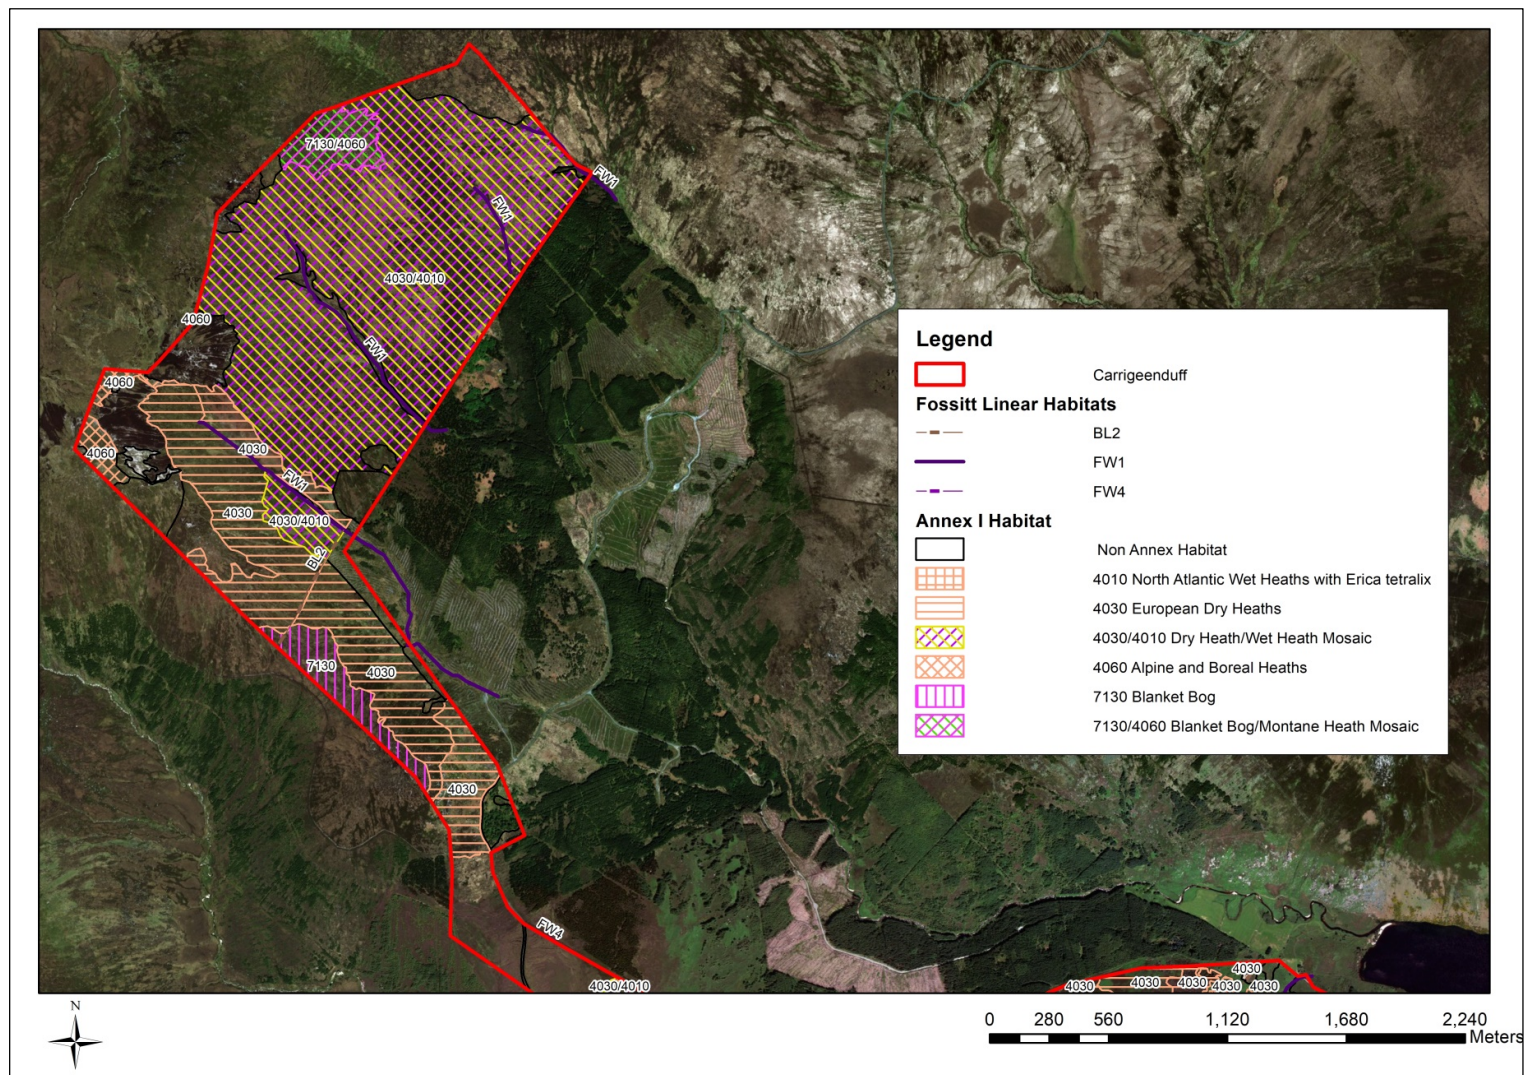 7130/4060
FW1
FW1
4030/4010
4060
FW1
4060
4030
4060
FW1
4030
4030/4010
BL2
7130
4030
4030
FW4
4030/4010
4030
4030
4030
4030
4030
4030
Legend
Carrigeenduff
Fossitt Linear Habitats
BL2
FW1
FW4
Annex I Habitat
Non Annex Habitat
4010 North Atlantic Wet Heaths with Erica tetralix
4030 European Dry Heaths
4030/4010 Dry Heath/Wet Heath Mosaic
4060 Alpine and Boreal Heaths
7130 Blanket Bog
7130/4060 Blanket Bog/Montane Heath Mosaic
N
0 280 560 1,120 1,680 2,240
Meters